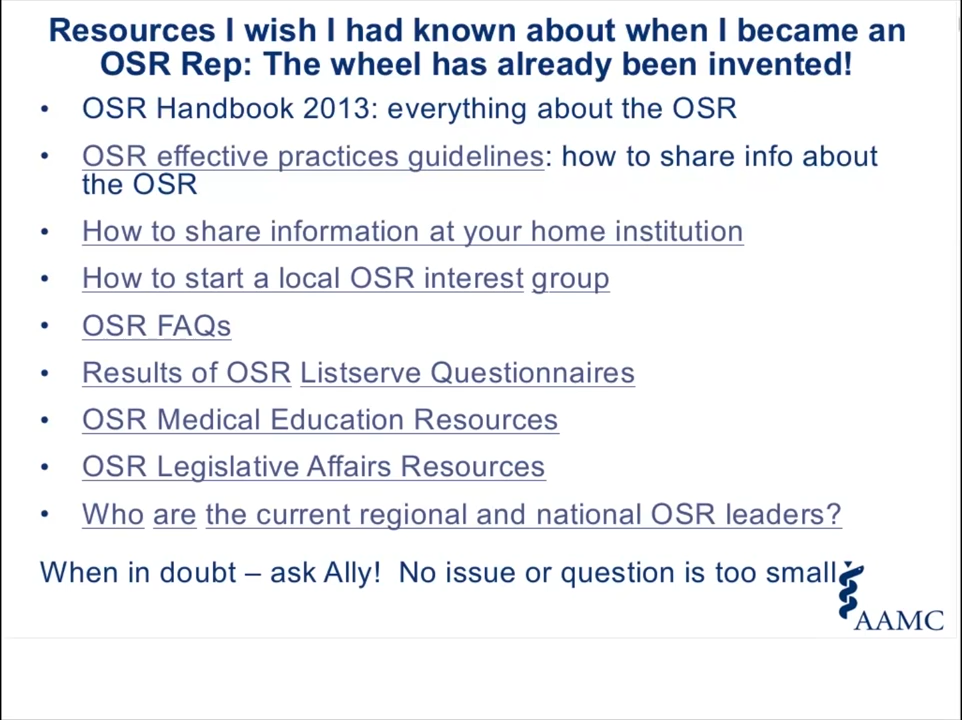 Resources I wish I had known about when I became an
OSR Rep: The wheel has already been invented!
• OSR Handbook 2013: everything about the OSR
• OSR effective practices guidelines: how to share info about
the OSR
• How to share information at your home institution
• How to start a local OSR interest group
• OSR FAQs
• Results of OSR Listserve Questionnaires
• OSR Medical Education Resources
• OSR Legislative Affairs Resources
• Who are the current regional and national OSR leaders?
When in doubt – ask Ally! No issue or question is too small
AAMC